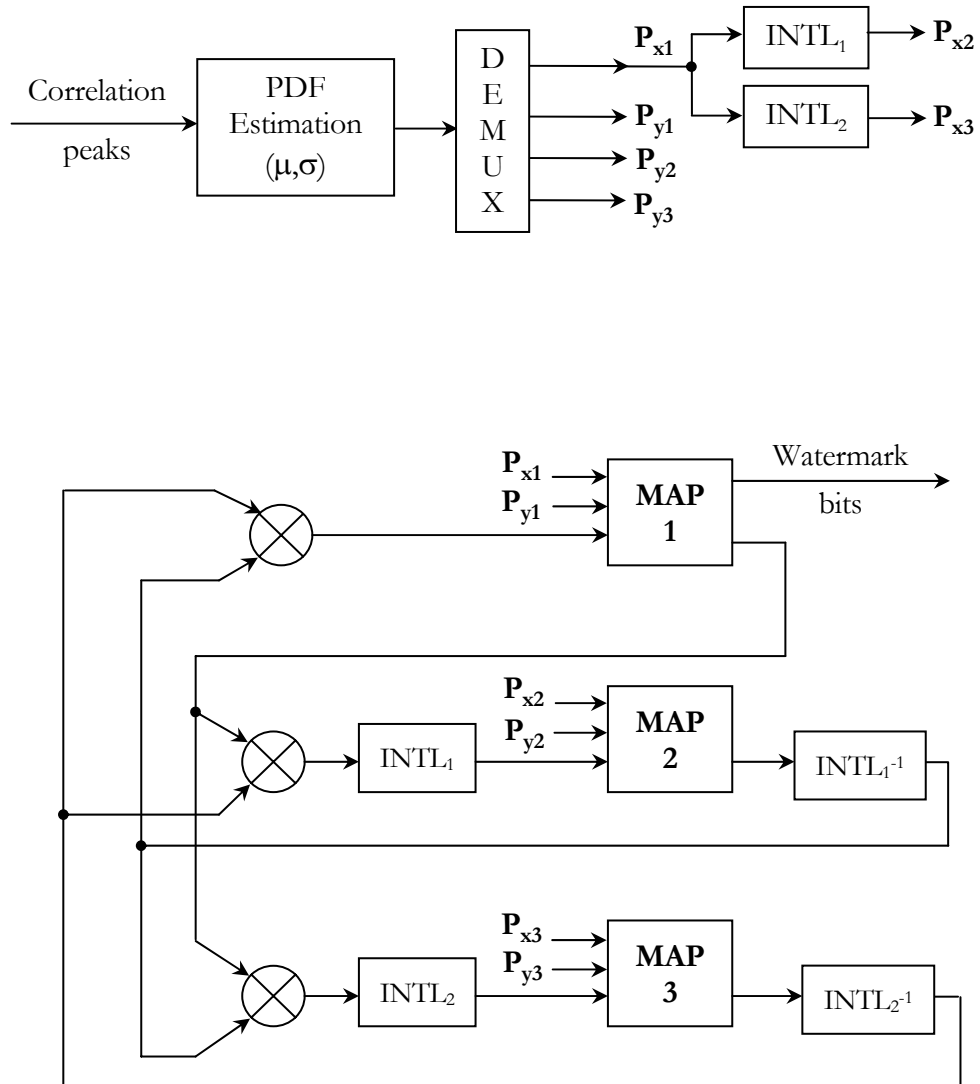 Correlation
peaks
PDF
Estimation
(μ,σ)
D
E
M
U
X
Px1
Py1
Py2
Py3
INTL1
Px2
INTL2
Px3
Px1
Py1
MAP
1
Watermark
bits
Px2
Py2
INTL1
MAP
2
INTL1-1
Px3
Py3
INTL2
MAP
3
INTL2-1